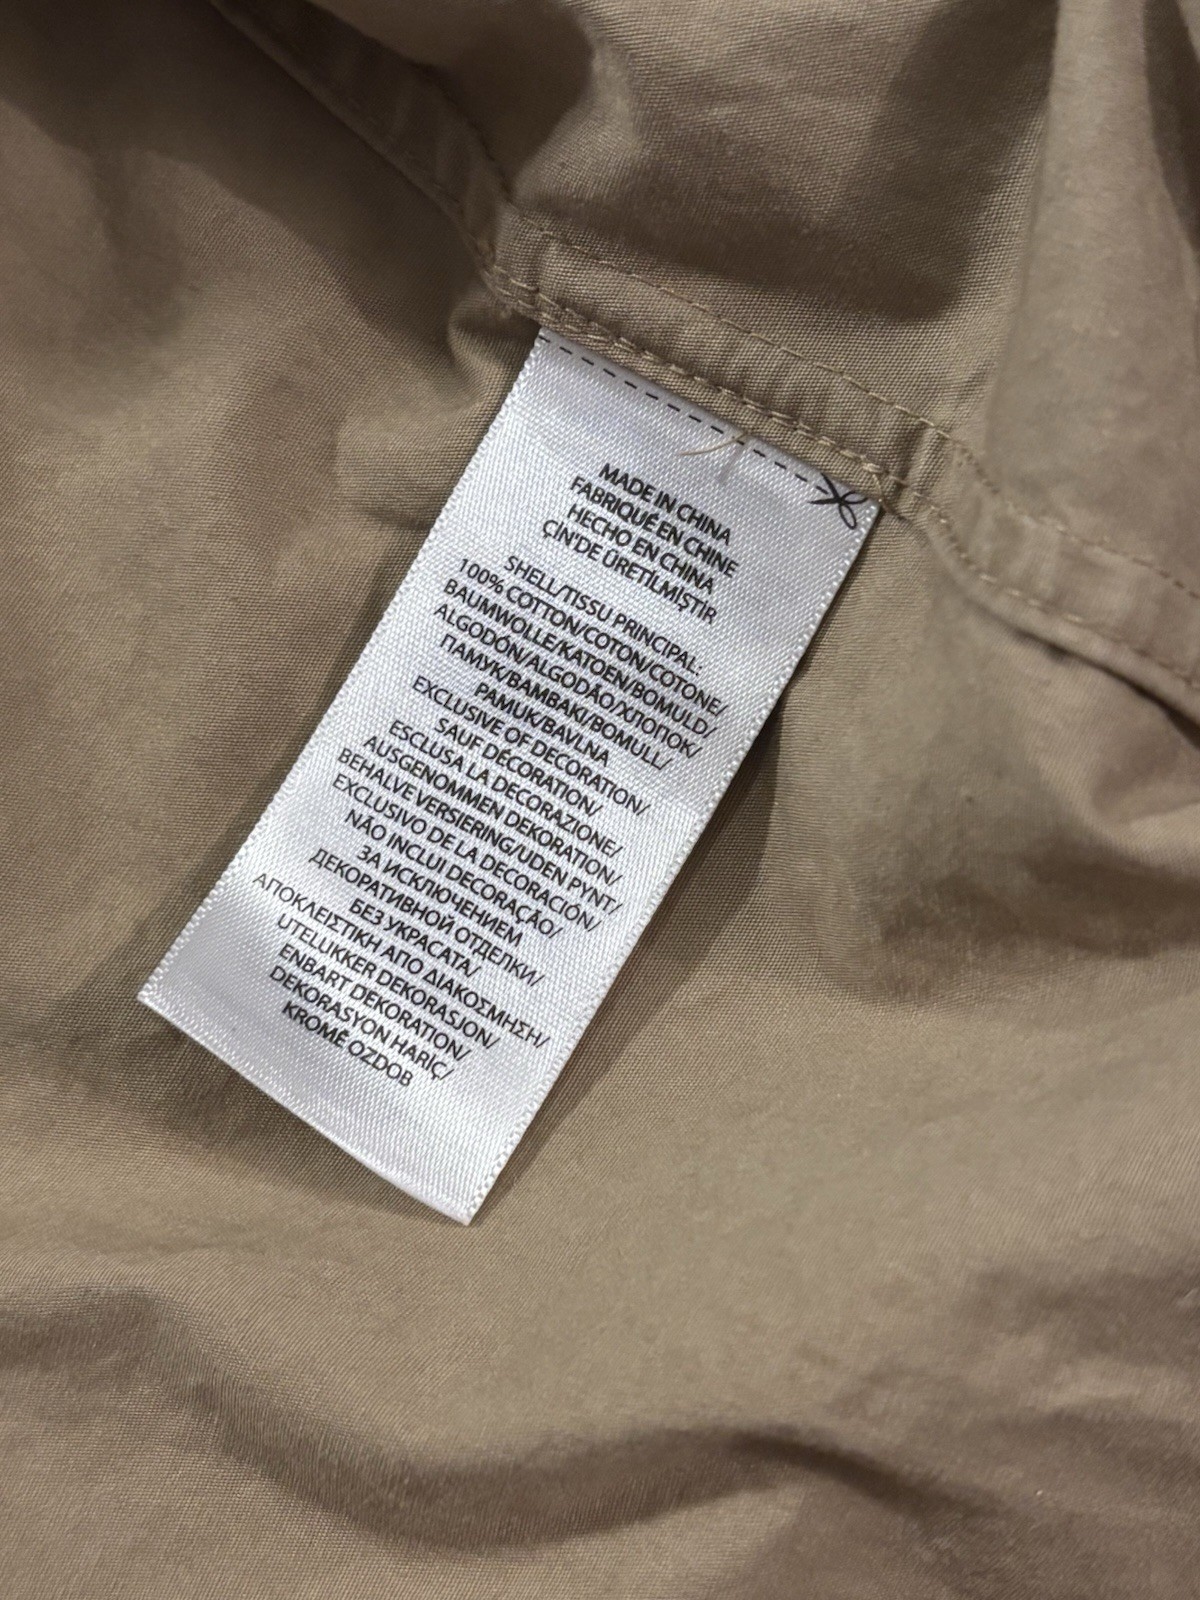 MADE IN CHINA
FABRIQUÉ EN CHINE
HECHO EN CHINA
ÇİN'DE ÜRETİLMİŞTİR
SHELL/TISSU PRINCIPAL:
100% COTTON/COTON/COTONE/
BAUMWOLLE/KATOEN/BOMULD/
ALGODÓN/ALGODÃO/ХЛОПОК/
ПАМУК/ΒΑΜΒΑΚΙ/BOMULL/
PAMUK/BAVLNA
EXCLUSIVE OF DECORATION/
SAUF DÉCORATION/
ESCLUSA LA DECORAZIONE/
AUSGENOMMEN DEKORATION/
BEHALVE VERSIERING/UDEN PYNT/
EXCLUSIVO DE LA DECORACIÓN/
NÃO INCLUI DECORAÇÃO/
ЗА ИСКЛЮЧЕНИЕМ
ДЕКОРАТИВНОЙ ОТДЕЛКИ/
БЕЗ УКРАСАТА/
ΑΠΟΚΛΕΙΣΤΙΚΗ ΑΠΟ ΔΙΑΚΟΣΜΗΣΗ/
UTELUKKER DEKORASJON/
ENBART DEKORATION/
DEKORASYON HARİÇ/
KROMĚ OZDOB